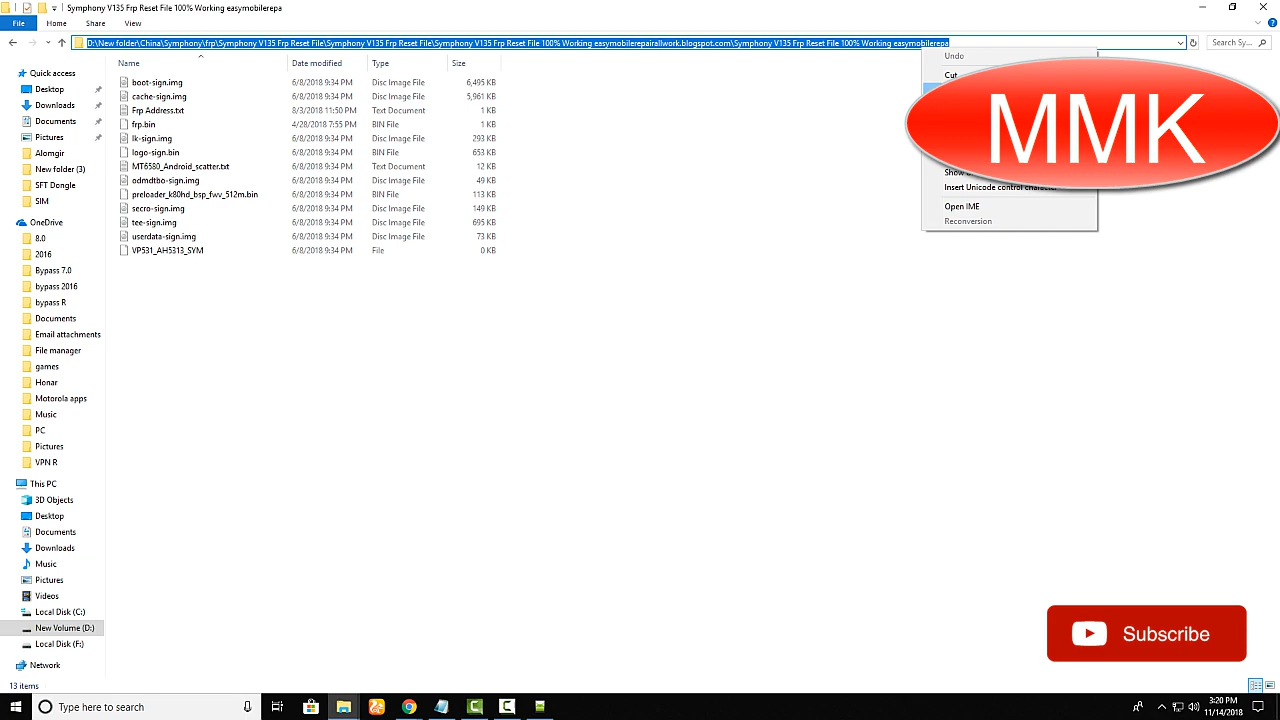 Symphony V135 Frp Reset File 100% Working easymobilerepa
File Home Share View
D:\New folder\China\Symphony\frp\Symphony V135 Frp Reset File\Symphony V135 Frp Reset File\Symphony V135 Frp Reset File 100% Working easymobilerepairallwork.blogspot.com\Symphony V135 Frp Reset File 100% Working easymobilerepa
Search Sy...
Name Date modified Type Size
boot-sign.img 6/8/2018 9:34 PM Disc Image File 6,495 KB
cache-sign.img 6/8/2018 9:34 PM Disc Image File 5,961 KB
Frp Address.txt 8/3/2018 11:50 PM Text Document 1 KB
frp.bin 4/28/2018 7:55 PM BIN File 1 KB
lk-sign.img 6/8/2018 9:34 PM Disc Image File 293 KB
logo-sign.bin 6/8/2018 9:34 PM BIN File 653 KB
MT6580_Android_scatter.txt 6/8/2018 9:34 PM Text Document 12 KB
odmdtbo-sign.img 6/8/2018 9:34 PM Disc Image File 49 KB
preloader_k80hd_bsp_fwv_512m.bin 6/8/2018 9:34 PM BIN File 113 KB
secro-sign.img 6/8/2018 9:34 PM Disc Image File 149 KB
tee-sign.img 6/8/2018 9:34 PM Disc Image File 695 KB
userdata-sign.img 6/8/2018 9:34 PM Disc Image File 73 KB
VP531_AH5313_SYM 6/8/2018 9:34 PM File 0 KB
Quick access
Desktop
Downloads
Documents
Pictures
Alomgir
New folder (3)
SFT Dongle
SIM
OneDrive
8.0
2016
Bypass 7.0
bypass 2016
bypass R
Documents
Email attachments
File manager
games
Honar
Motorola apps
Music
PC
Pictures
VPN R
This PC
3D Objects
Desktop
Documents
Downloads
Music
Pictures
Videos
Local Disk (C:)
New Volume (D:)
Local Disk (F:)
Network
Undo
Cut
MMK
Insert Unicode control character
Open IME
Reconversion
Subscribe
13 items
Type here to search
3:20 PM
11/14/2018